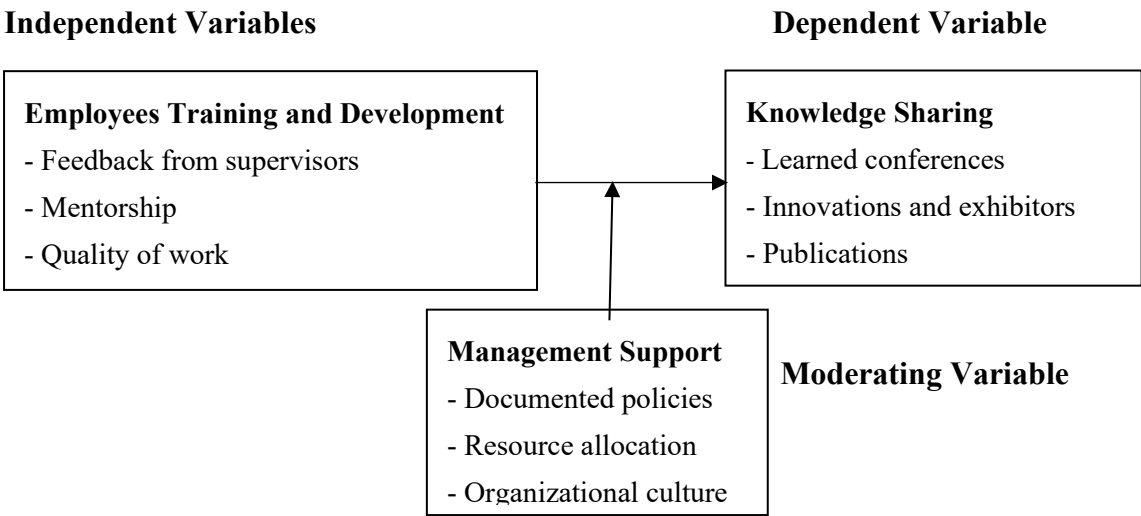 Independent Variables
Dependent Variable
Employees Training and Development
- Feedback from supervisors
- Mentorship
- Quality of work
Knowledge Sharing
- Learned conferences
- Innovations and exhibitors
- Publications
Management Support
- Documented policies
- Resource allocation
- Organizational culture
Moderating Variable